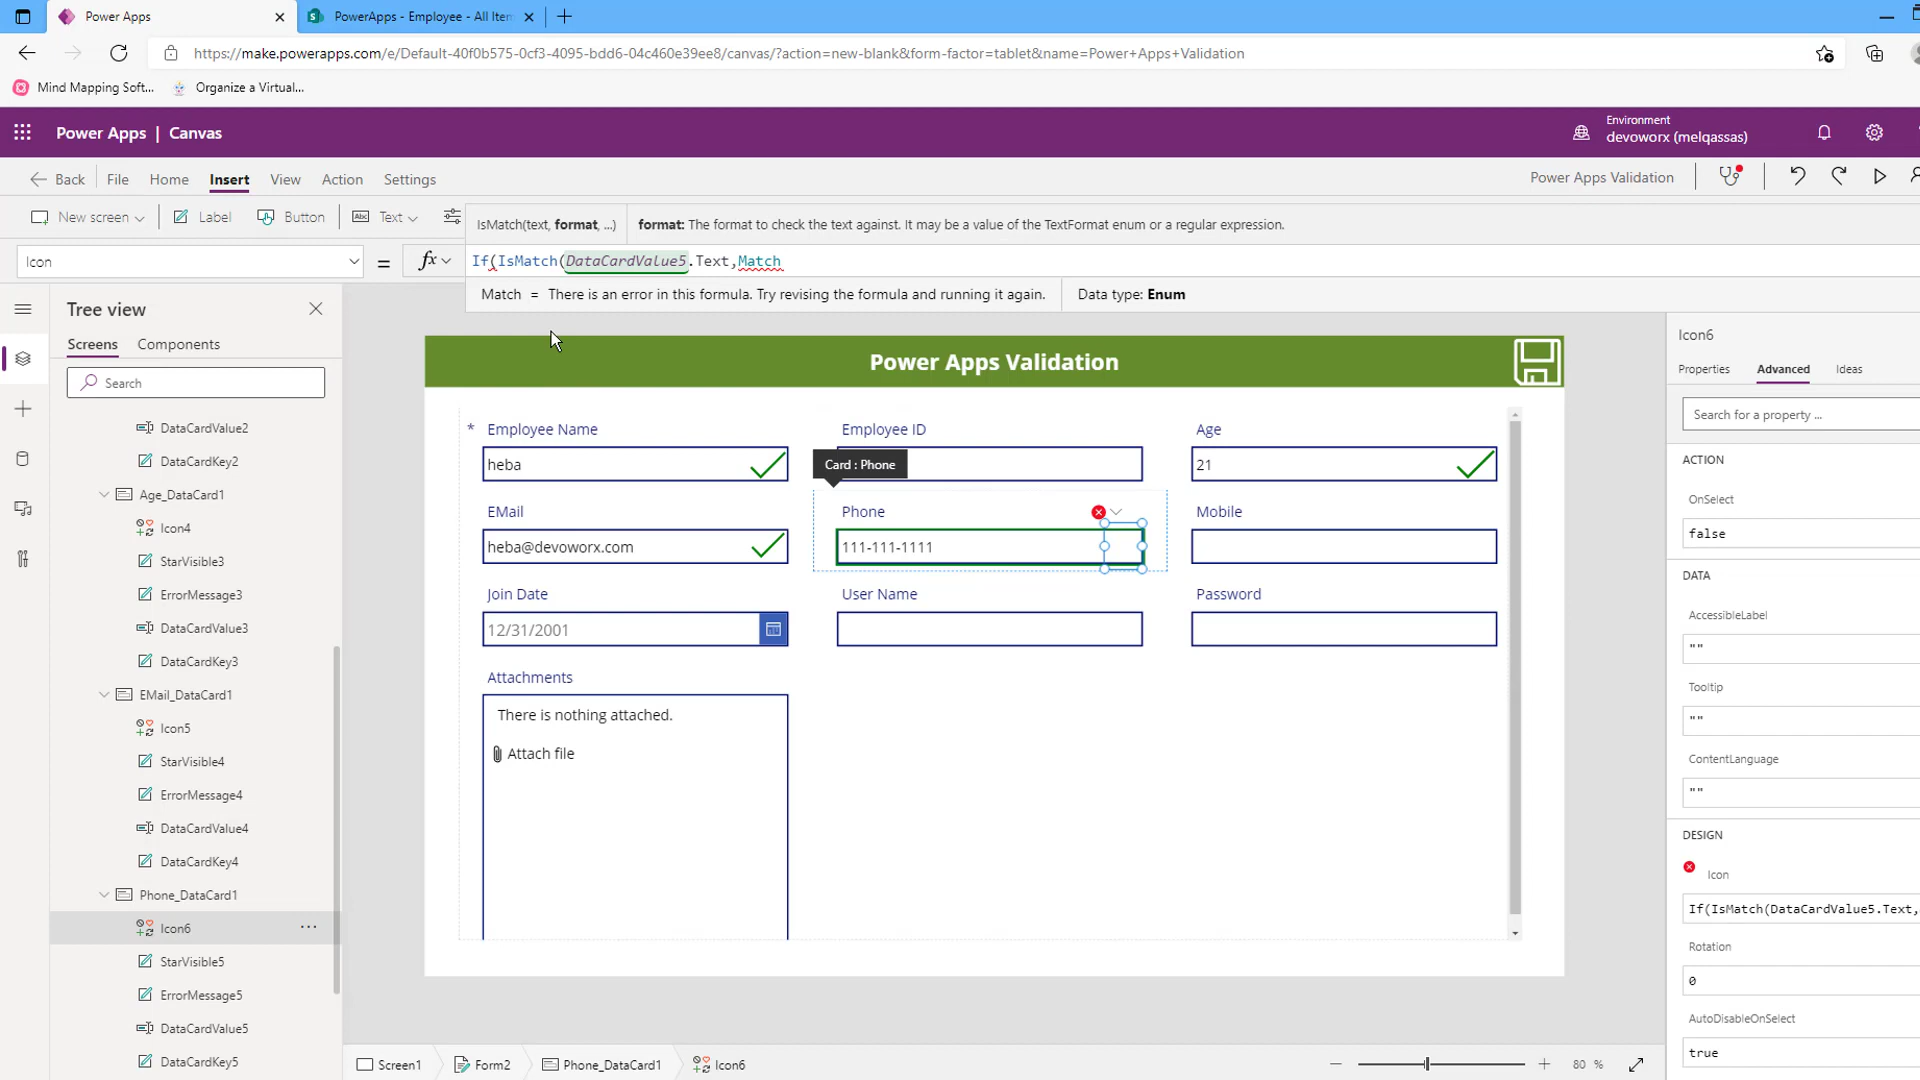 Power Apps
PowerApps - Employee - All Item
https://make.powerapps.com/e/Default-40f0b575-0cf3-4095-bdd6-04c460e39ee8/canvas/?action=new-blank&form-factor=tablet&name=Power+Apps+Validation
Mind Mapping Soft...
Organize a Virtual...
Power Apps | Canvas
Environment
devoworx (melqassas)
Back
File
Home
Insert
View
Action
Settings
Power Apps Validation
New screen
Label
Button
Abc Text
IsMatch(text, format, ...)
format: The format to check the text against. It may be a value of the TextFormat enum or a regular expression.
Icon
=
fx
If(IsMatch(DataCardValue5.Text,Match
Match = There is an error in this formula. Try revising the formula and running it again.
Data type: Enum
Tree view
Screens
Components
Search
DataCardValue2
DataCardKey2
Age_DataCard1
Icon4
StarVisible3
ErrorMessage3
DataCardValue3
DataCardKey3
EMail_DataCard1
Icon5
StarVisible4
ErrorMessage4
DataCardValue4
DataCardKey4
Phone_DataCard1
Icon6
...
StarVisible5
ErrorMessage5
DataCardValue5
DataCardKey5
Power Apps Validation
* Employee Name
heba
Employee ID
Card : Phone
Age
21
EMail
heba@devoworx.com
Phone
111-111-1111
Mobile
Join Date
12/31/2001
User Name
Password
Attachments
There is nothing attached.
Attach file
Icon6
Properties
Advanced
Ideas
Search for a property ...
ACTION
OnSelect
false
DATA
AccessibleLabel
""
Tooltip
""
ContentLanguage
""
DESIGN
Icon
If(IsMatch(DataCardValue5.Text,
Rotation
0
AutoDisableOnSelect
true
Screen1
Form2
Phone_DataCard1
Icon6
80 %